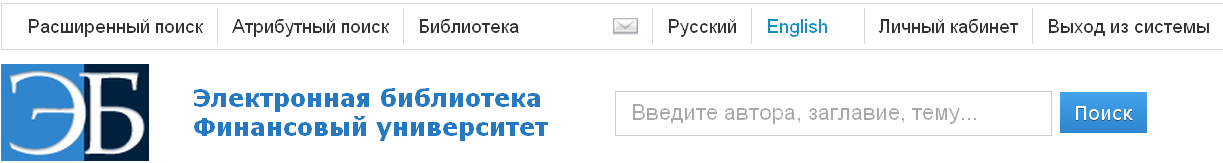 Расширенный поиск Атрибутный поиск Библиотека Русский English Личный кабинет Выход из системы
ЭБ
Электронная библиотека
Финансовый университет
Введите автора, заглавие, тему...
Поиск